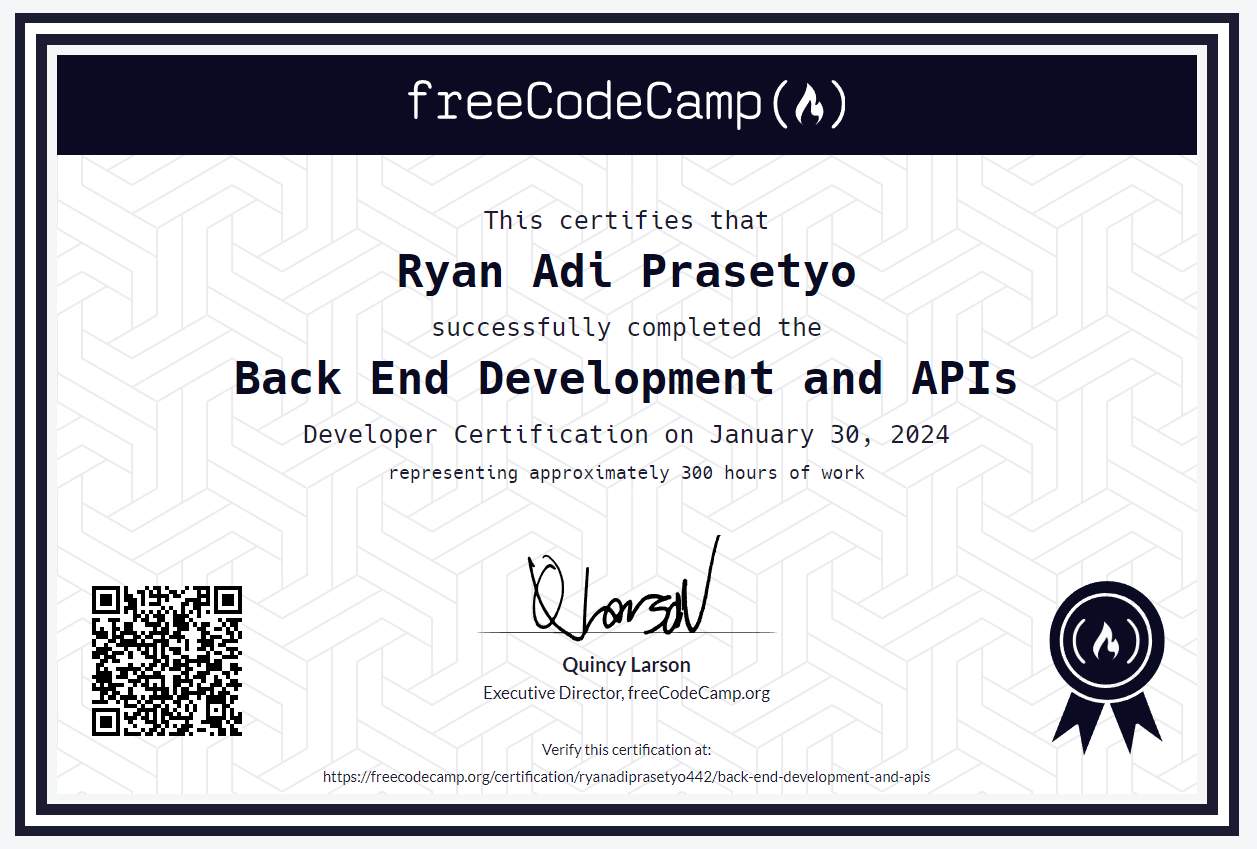 freeCodeCamp
This certifies that
Ryan Adi Prasetyo
successfully completed the
Back End Development and APIs
Developer Certification on January 30, 2024
representing approximately 300 hours of work
Quincy Larson
Executive Director, freeCodeCamp.org
Verify this certification at:
https://freecodecamp.org/certification/ryanadiprasetyo442/back-end-development-and-apis